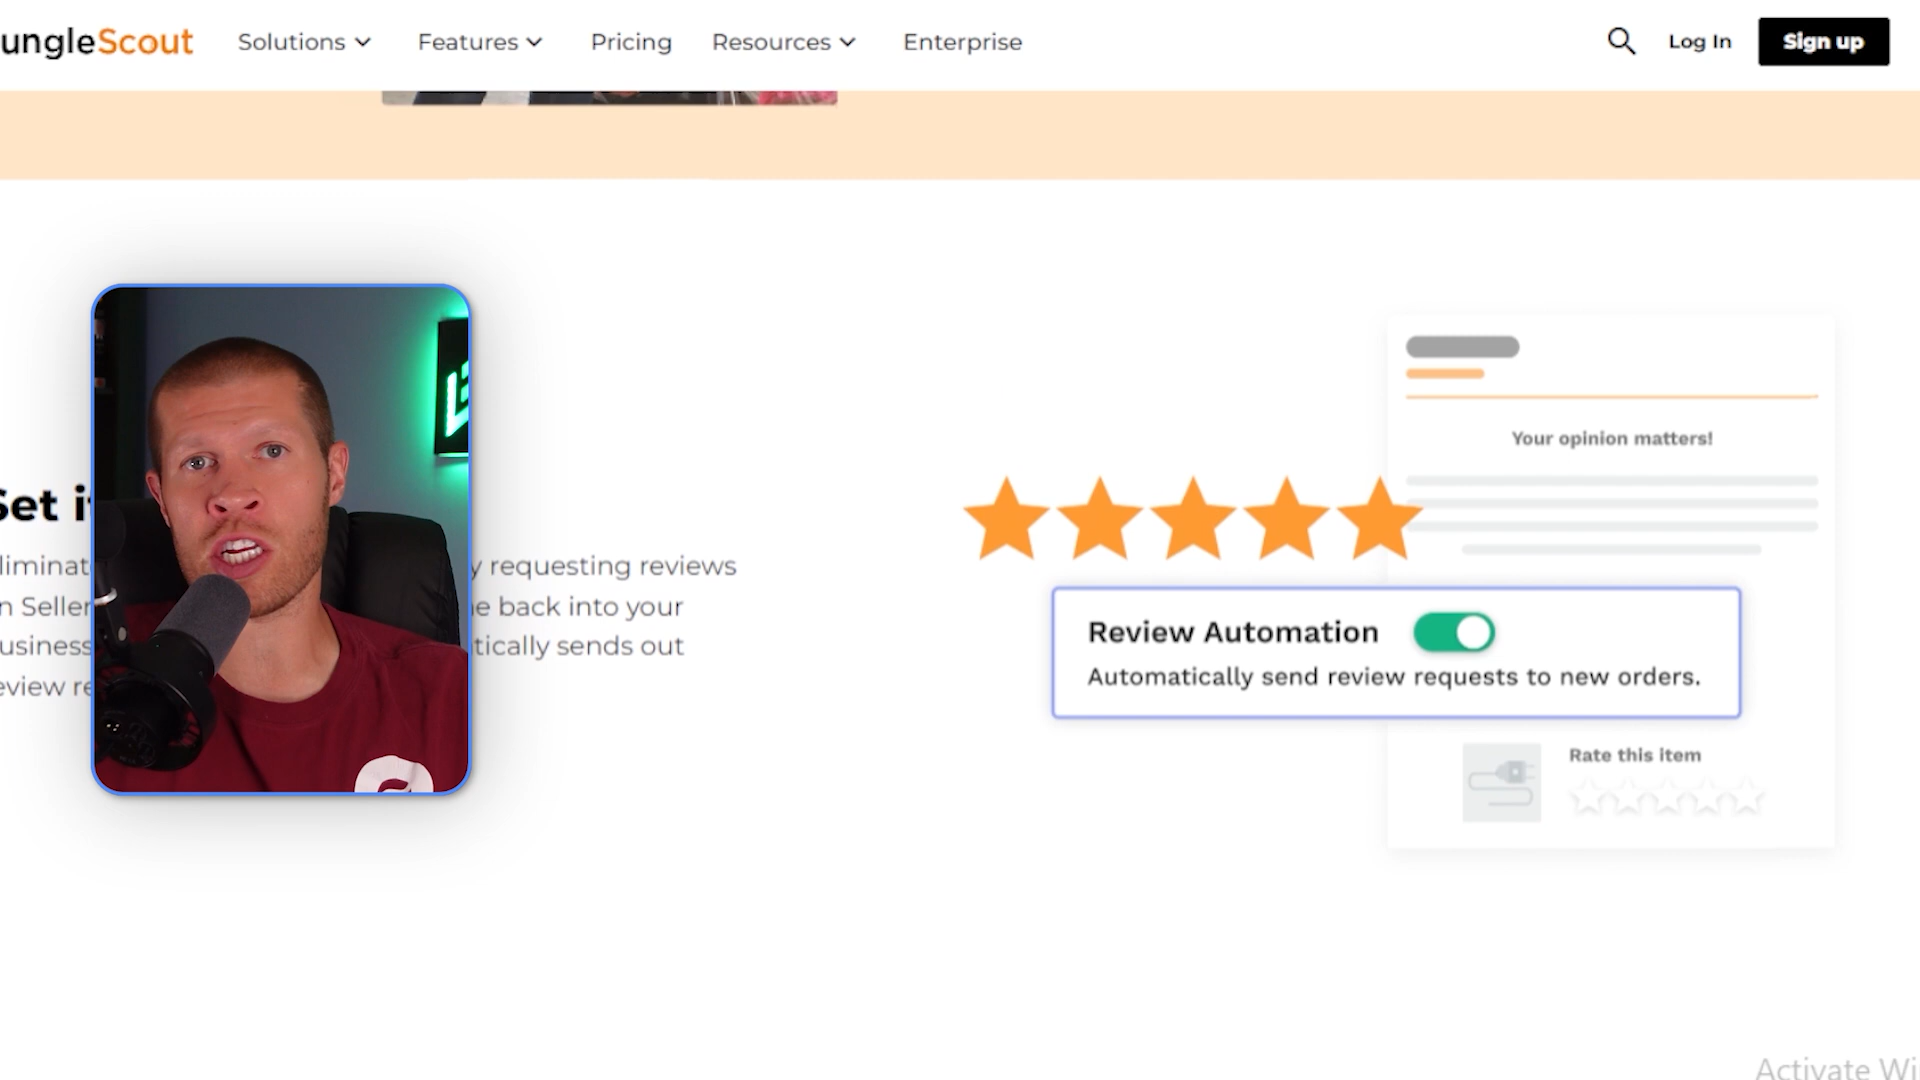 ungleScout Solutions Features Pricing Resources Enterprise Log In Sign up
Set i
liminat y requesting reviews
n Seller e back into your
usiness tically sends out
eview re
Your opinion matters!
Review Automation
Automatically send review requests to new orders.
Rate this item
Activate Wi